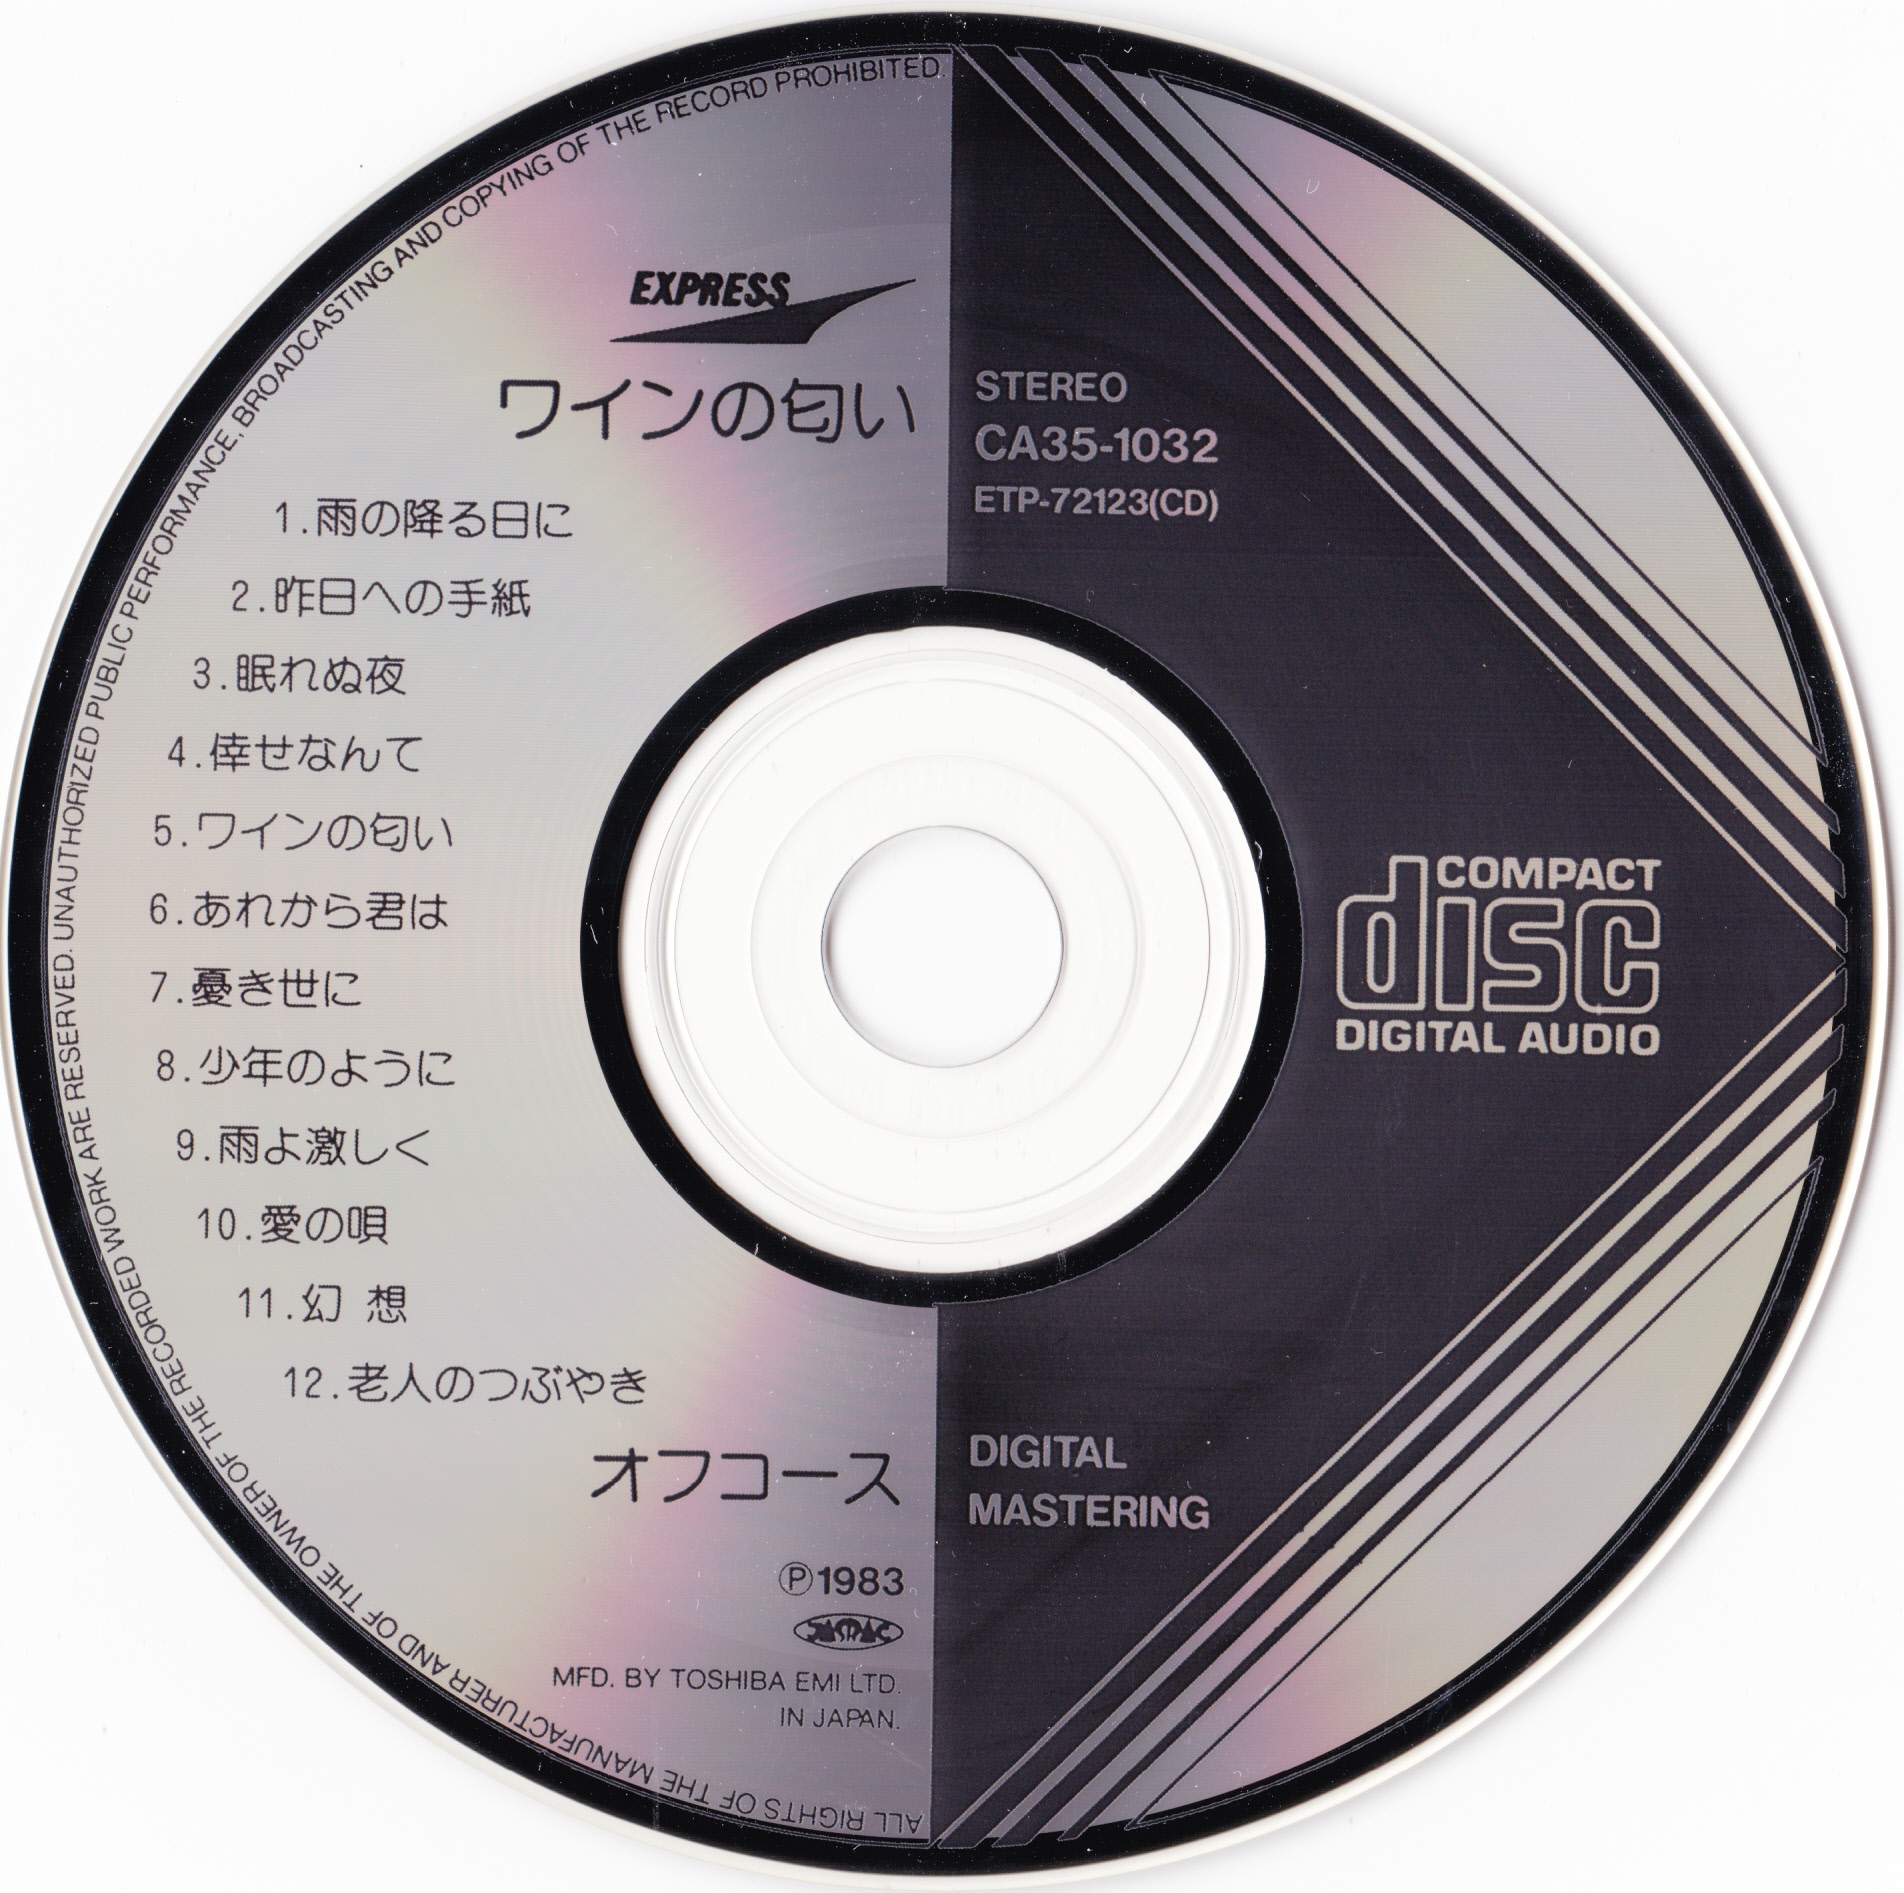 EXPRESS
ワインの匂い
1.雨の降る日に
2.昨日への手紙
3.眠れぬ夜
4.倖せなんて
5.ワインの匂い
6.あれから君は
7.憂き世に
8.少年のように
9.雨よ激しく
10.愛の唄
11.幻 想
12.老人のつぶやき
オフコース
Ⓟ1983
JASRAC
MFD. BY TOSHIBA EMI LTD.
IN JAPAN.
STEREO
CA35-1032
ETP-72123(CD)
COMPACT
disc
DIGITAL AUDIO
DIGITAL
MASTERING
ALL RIGHTS OF THE MANUFACTURER AND OF THE OWNER OF THE RECORDED WORK ARE RESERVED. UNAUTHORIZED PUBLIC PERFORMANCE, BROADCASTING AND COPYING OF THE RECORD PROHIBITED.